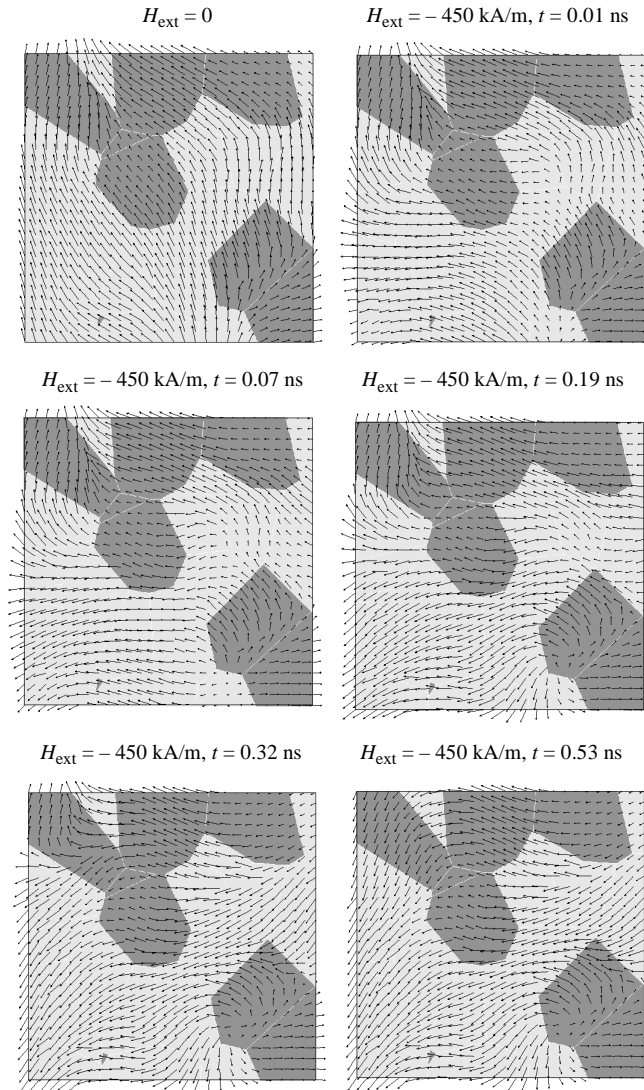 H_ext = 0
H_ext = – 450 kA/m, t = 0.01 ns
H_ext = – 450 kA/m, t = 0.07 ns
H_ext = – 450 kA/m, t = 0.19 ns
H_ext = – 450 kA/m, t = 0.32 ns
H_ext = – 450 kA/m, t = 0.53 ns